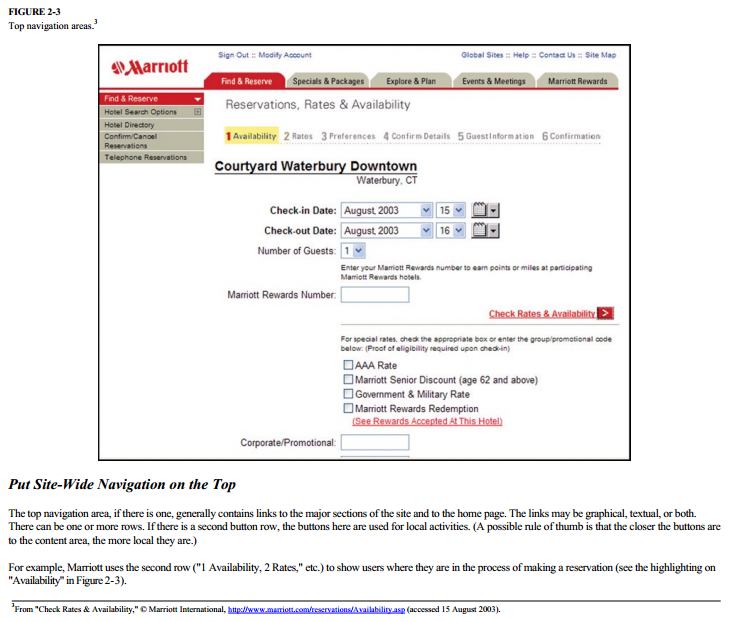 FIGURE 2-3
Top navigation areas.3
Marriott
Sign Out :: Modify Account
Global Sites :: Help :: Contact Us :: Site Map
Find & Reserve
Specials & Packages
Explore & Plan
Events & Meetings
Marriott Rewards
Find & Reserve
Hotel Search Options
Hotel Directory
Confirm/Cancel
Reservations
Telephone Reservations
Reservations, Rates & Availability
1 Availability 2 Rates 3 Preferences 4 Confirm Details 5 Guest Information 6 Confirmation
Courtyard Waterbury Downtown
Waterbury, CT
Check-in Date: August, 2003 15
Check-out Date: August, 2003 16
Number of Guests: 1
Enter your Marriott Rewards number to earn points or miles at participating
Marriott Rewards hotels.
Marriott Rewards Number:
Check Rates & Availability >
For special rates, check the appropriate box or enter the group/promotional code
below: (Proof of eligibility required upon check-in)
AAA Rate
Marriott Senior Discount (age 62 and above)
Government & Military Rate
Marriott Rewards Redemption
(See Rewards Accepted At This Hotel)
Corporate/Promotional:
Put Site-Wide Navigation on the Top
The top navigation area, if there is one, generally contains links to the major sections of the site and to the home page. The links may be graphical, textual, or both.
There can be one or more rows. If there is a second button row, the buttons here are used for local activities. (A possible rule of thumb is that the closer the buttons are
to the content area, the more local they are.)
For example, Marriott uses the second row ("1 Availability, 2 Rates," etc.) to show users where they are in the process of making a reservation (see the highlighting on
"Availability" in Figure 2-3).
3From "Check Rates & Availability," © Marriott International, http://www.marriott.com/reservations/Availability.asp (accessed 15 August 2003).